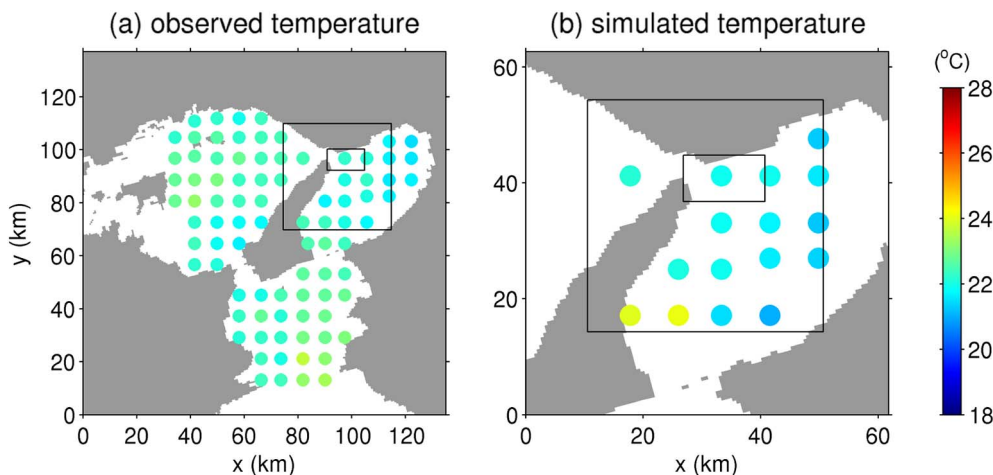 (a) observed temperature
(b) simulated temperature
(°C)
y (km)
120
100
80
60
40
20
0
0 20 40 60 80 100 120
x (km)
60
40
20
0
0 20 40 60
x (km)
28
26
24
22
20
18